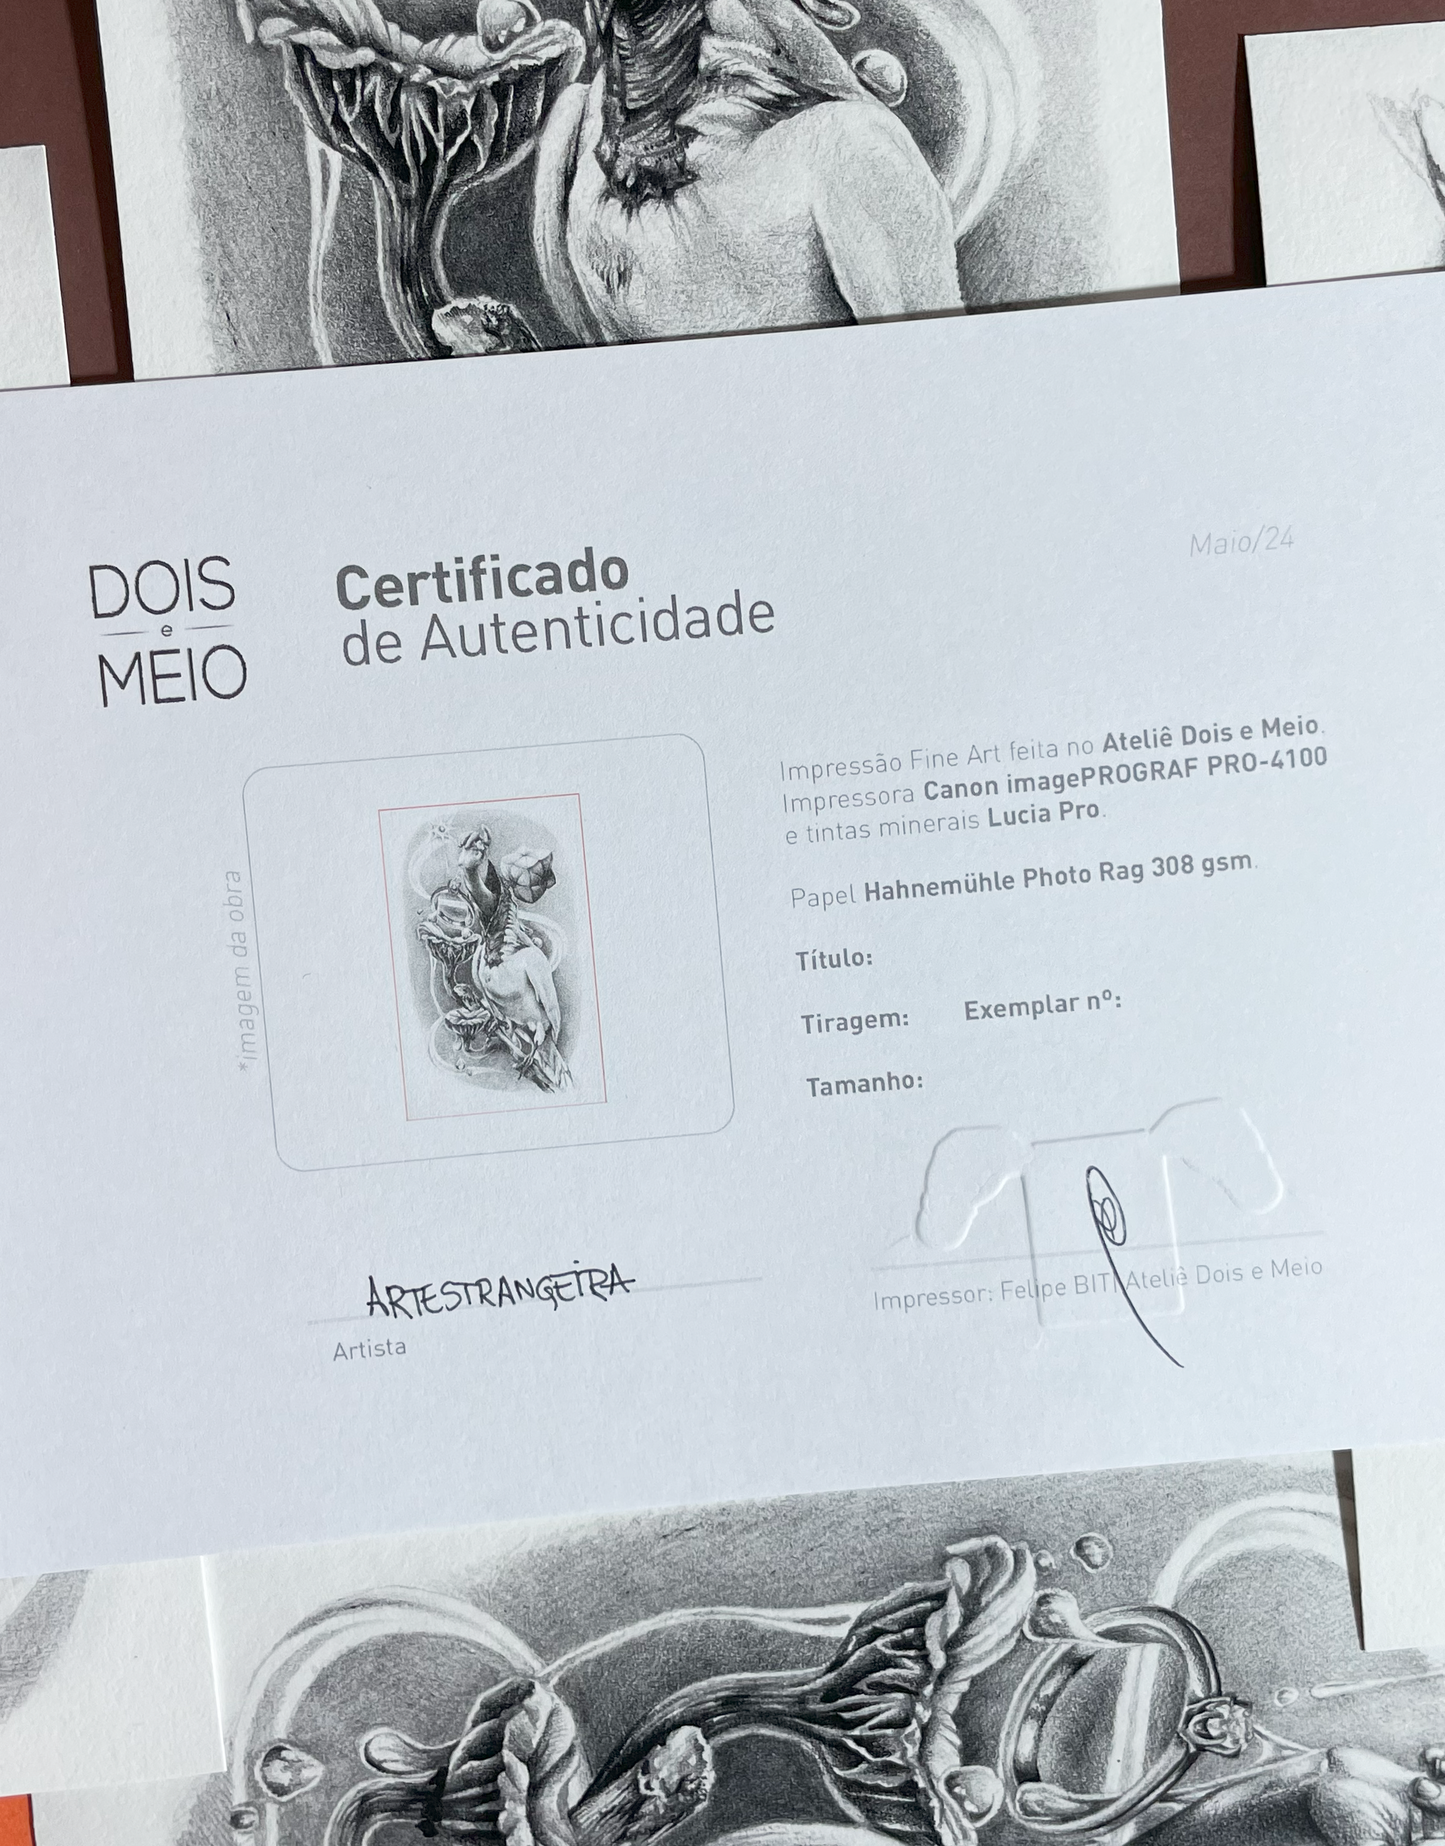 DOIS
e
MEIO
Certificado
de Autenticidade
Maio/24
*imagem da obra
Impressão Fine Art feita no Ateliê Dois e Meio.
Impressora Canon imagePROGRAF PRO-4100
e tintas minerais Lucia Pro.
Papel Hahnemühle Photo Rag 308 gsm.
Título:
Tiragem: Exemplar nº:
Tamanho:
ARTESTRANGEIRA
Artista
Impressor: Felipe BITI Ateliê Dois e Meio